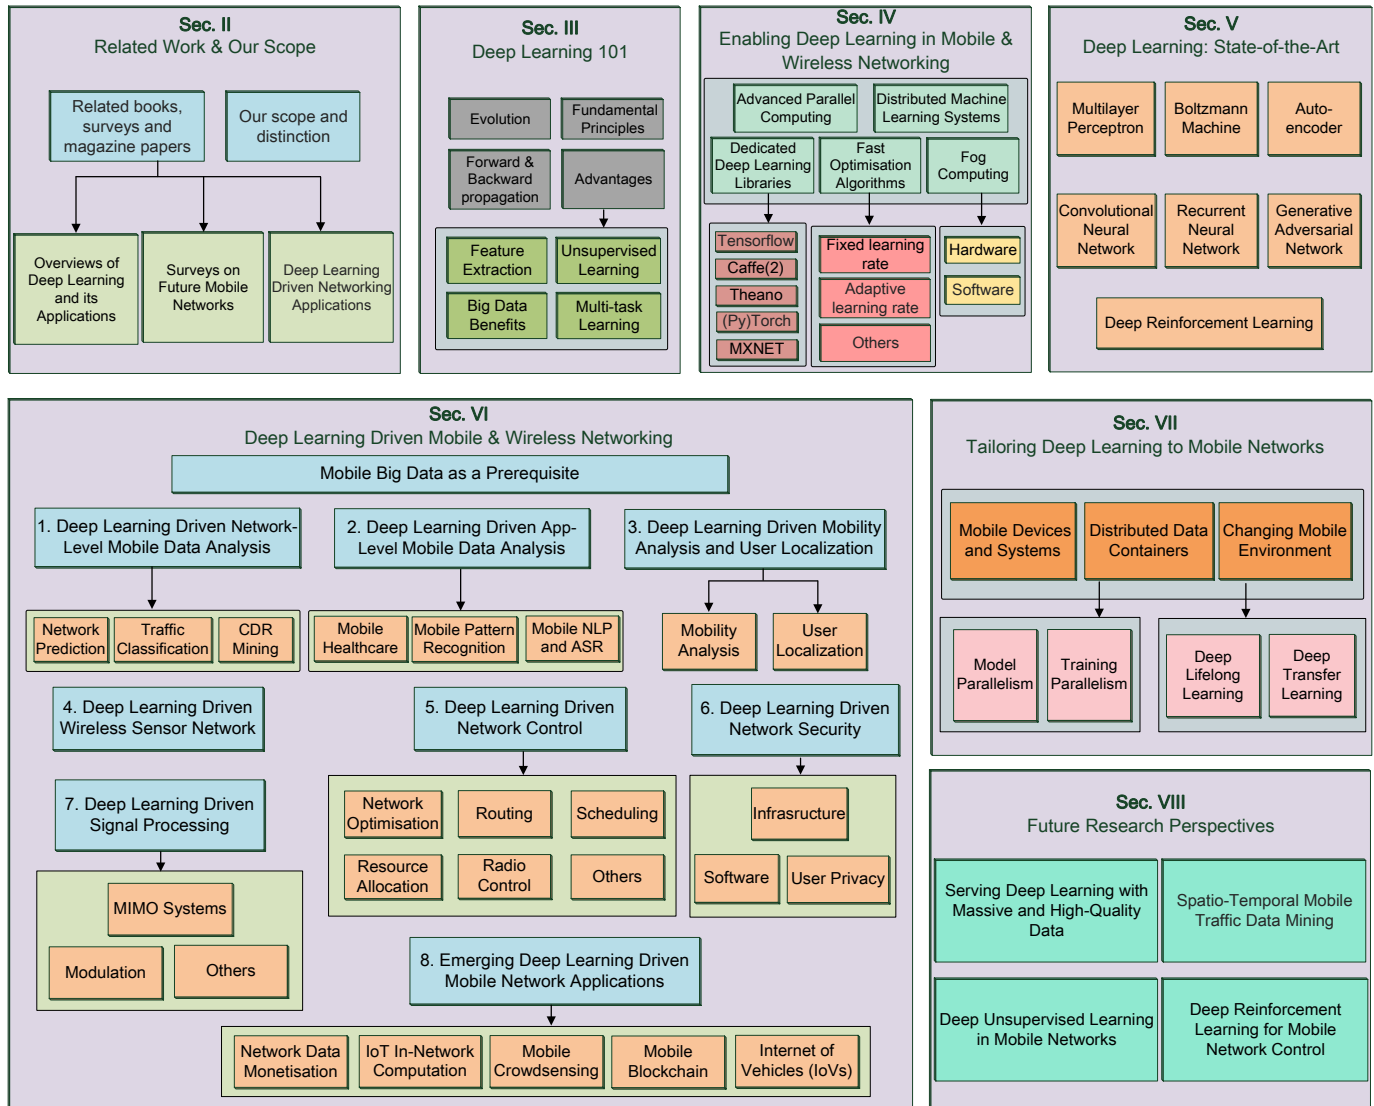 Sec. II
Related Work & Our Scope
Related books,
surveys and
magazine papers
Our scope and
distinction
Overviews of
Deep Learning
and its
Applications
Surveys on
Future Mobile
Networks
Deep Learning
Driven Networking
Applications
Sec. III
Deep Learning 101
Evolution
Fundamental
Principles
Forward &
Backward
propagation
Advantages
Feature
Extraction
Unsupervised
Learning
Big Data
Benefits
Multi-task
Learning
Sec. IV
Enabling Deep Learning in Mobile &
Wireless Networking
Advanced Parallel
Computing
Distributed Machine
Learning Systems
Dedicated
Deep Learning
Libraries
Fast
Optimisation
Algorithms
Fog
Computing
Tensorflow
Caffe(2)
Theano
(Py)Torch
MXNET
Fixed learning
rate
Adaptive
learning rate
Others
Hardware
Software
Sec. V
Deep Learning: State-of-the-Art
Multilayer
Perceptron
Boltzmann
Machine
Auto-
encoder
Convolutional
Neural
Network
Recurrent
Neural
Network
Generative
Adversarial
Network
Deep Reinforcement Learning
Sec. VI
Deep Learning Driven Mobile & Wireless Networking
Mobile Big Data as a Prerequisite
1. Deep Learning Driven Network-
Level Mobile Data Analysis
Network
Prediction
Traffic
Classification
CDR
Mining
2. Deep Learning Driven App-
Level Mobile Data Analysis
Mobile
Healthcare
Mobile Pattern
Recognition
Mobile NLP
and ASR
3. Deep Learning Driven Mobility
Analysis and User Localization
Mobility
Analysis
User
Localization
4. Deep Learning Driven
Wireless Sensor Network
5. Deep Learning Driven
Network Control
Network
Optimisation
Routing
Scheduling
Resource
Allocation
Radio
Control
Others
6. Deep Learning Driven
Network Security
Infrasructure
Software
User Privacy
7. Deep Learning Driven
Signal Processing
MIMO Systems
Modulation
Others
8. Emerging Deep Learning Driven
Mobile Network Applications
Network Data
Monetisation
IoT In-Network
Computation
Mobile
Crowdsensing
Mobile
Blockchain
Internet of
Vehicles (IoVs)
Sec. VII
Tailoring Deep Learning to Mobile Networks
Mobile Devices
and Systems
Distributed Data
Containers
Changing Mobile
Environment
Model
Parallelism
Training
Parallelism
Deep
Lifelong
Learning
Deep
Transfer
Learning
Sec. VIII
Future Research Perspectives
Serving Deep Learning with
Massive and High-Quality
Data
Spatio-Temporal Mobile
Traffic Data Mining
Deep Unsupervised Learning
in Mobile Networks
Deep Reinforcement
Learning for Mobile
Network Control